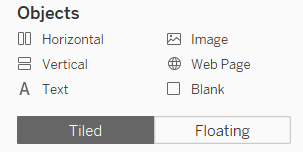 Objects
Horizontal
Image
Vertical
Web Page
A Text
Blank
Tiled
Floating